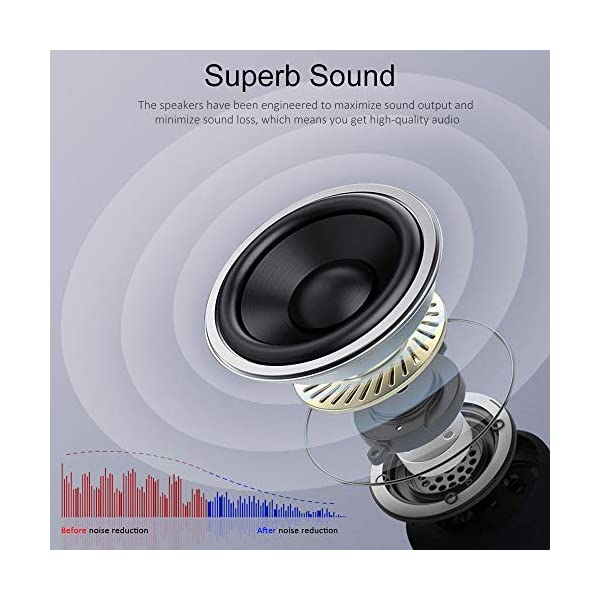 Superb Sound
The speakers have been engineered to maximize sound output and
minimize sound loss, which means you get high-quality audio
Before noise reduction
After noise reduction